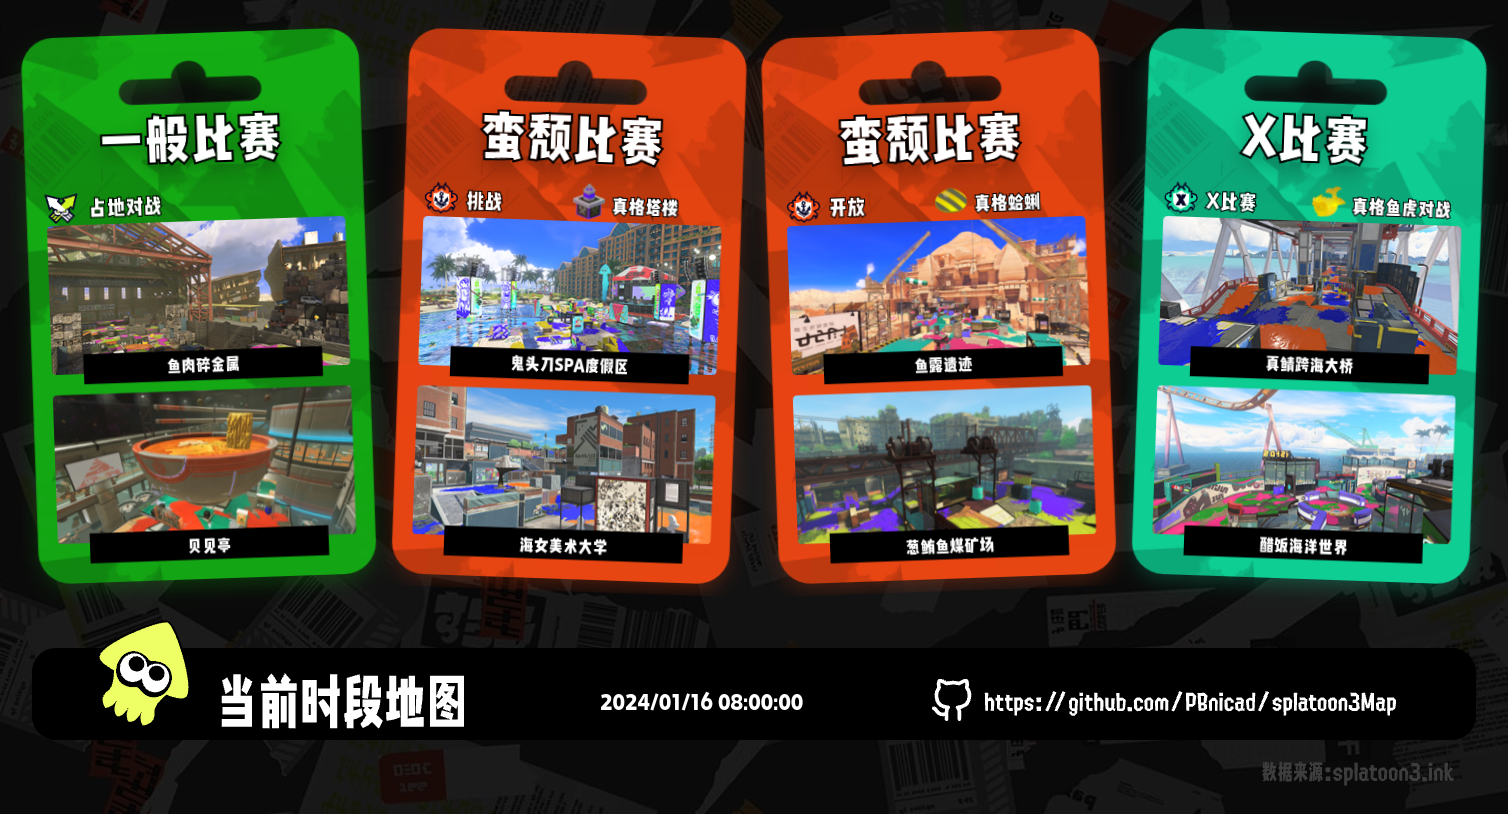 一般比赛
占地对战
鱼肉碎金属
贝见亭
蛮颓比赛
挑战
真格塔楼
鬼头刀SPA度假区
海女美术大学
蛮颓比赛
开放
真格蛤蜊
鱼露遗迹
葱鲔鱼煤矿场
X比赛
X比赛
真格鱼虎对战
真鲭跨海大桥
醋饭海洋世界
当前时段地图
2024/01/16 08:00:00
https://github.com/PBnicad/splatoon3Map
数据来源:splatoon3.ink